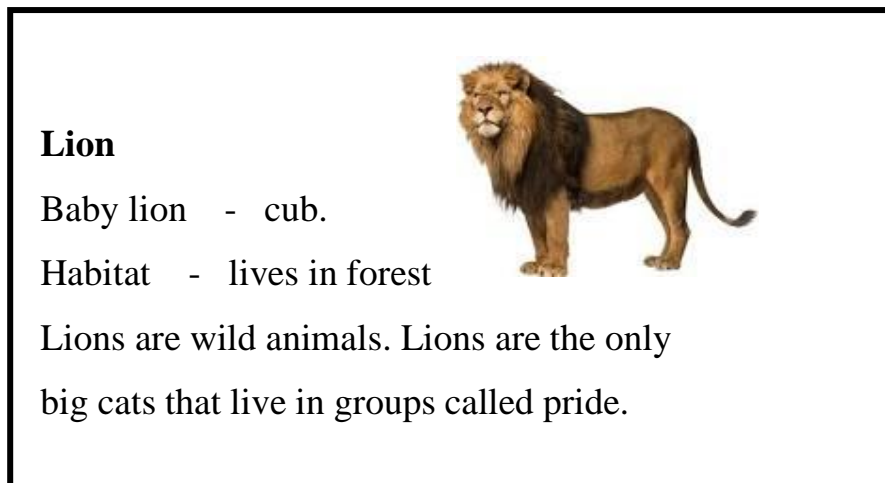 Lion
Baby lion - cub.
Habitat - lives in forest
Lions are wild animals. Lions are the only
big cats that live in groups called pride.